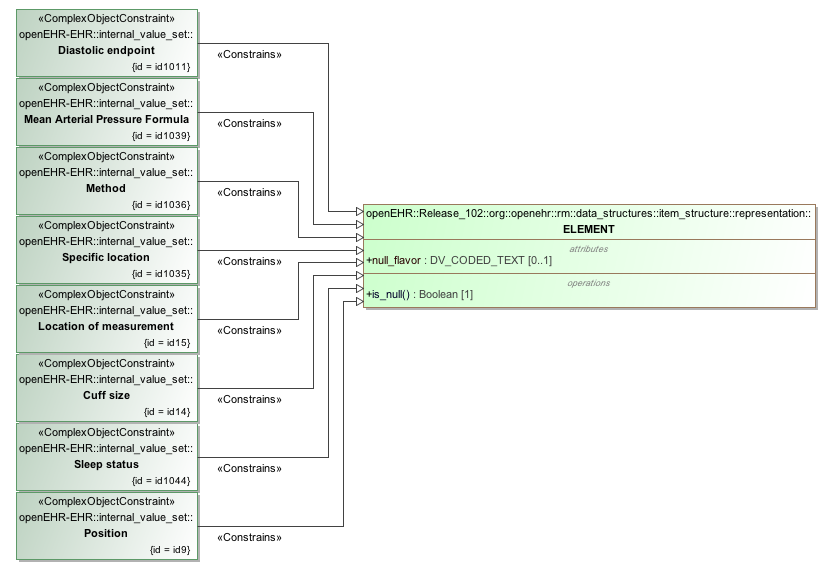 «ComplexObjectConstraint»
openEHR-EHR::internal_value_set::
Diastolic endpoint
{id = id1011}
«Constrains»
«ComplexObjectConstraint»
openEHR-EHR::internal_value_set::
Mean Arterial Pressure Formula
{id = id1039}
«Constrains»
«ComplexObjectConstraint»
openEHR-EHR::internal_value_set::
Method
{id = id1036}
«Constrains»
«ComplexObjectConstraint»
openEHR-EHR::internal_value_set::
Specific location
{id = id1035}
«Constrains»
«ComplexObjectConstraint»
openEHR-EHR::internal_value_set::
Location of measurement
{id = id15}
«Constrains»
«ComplexObjectConstraint»
openEHR-EHR::internal_value_set::
Cuff size
{id = id14}
«Constrains»
«ComplexObjectConstraint»
openEHR-EHR::internal_value_set::
Sleep status
{id = id1044}
«Constrains»
«ComplexObjectConstraint»
openEHR-EHR::internal_value_set::
Position
{id = id9}
«Constrains»
openEHR::Release_102::org::openehr::rm::data_structures::item_structure::representation::
ELEMENT
attributes
+null_flavor : DV_CODED_TEXT [0..1]
operations
+is_null() : Boolean [1]